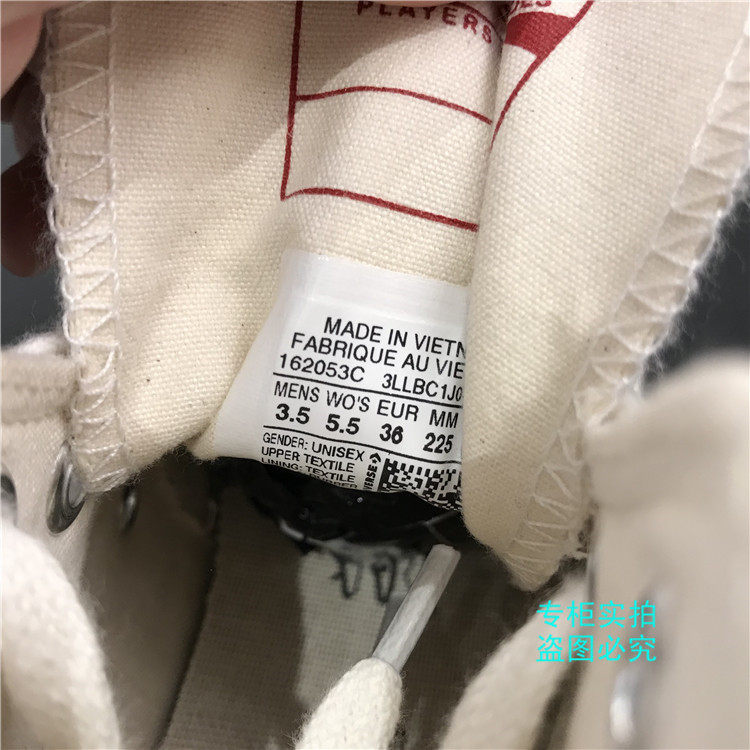 PLAYERS
MADE IN VIETN
FABRIQUE AU VIE
162053C 3LLBC1J0
MENS WO'S EUR MM
3.5 5.5 36 225
GENDER: UNISEX
UPPER TEXTILE
LINING: TEXTILE
VERSE
专柜实拍
盗图必究